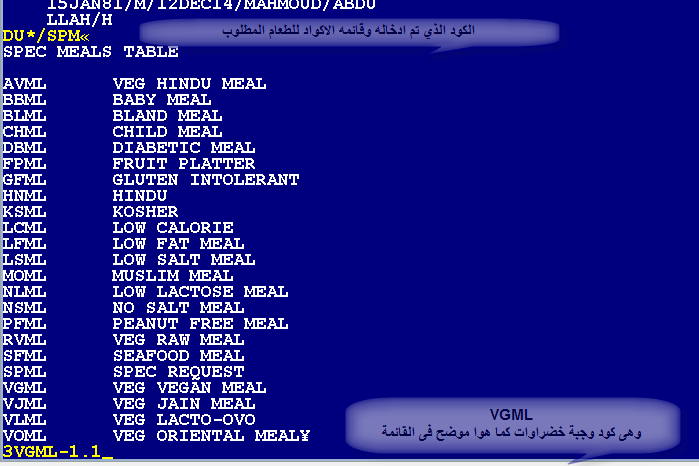 15JAN81/M/12DEC14/MAHMOUD/ABDU
LLAH/H
DU*/SPM«
الكود الذي تم ادخاله وقائمه الاكواد للطعام المطلوب
SPEC MEALS TABLE
AVML VEG HINDU MEAL
BBML BABY MEAL
BLML BLAND MEAL
CHML CHILD MEAL
DBML DIABETIC MEAL
FPML FRUIT PLATTER
GFML GLUTEN INTOLERANT
HNML HINDU
KSML KOSHER
LCML LOW CALORIE
LFML LOW FAT MEAL
LSML LOW SALT MEAL
MOML MUSLIM MEAL
NLML LOW LACTOSE MEAL
NSML NO SALT MEAL
PFML PEANUT FREE MEAL
RVML VEG RAW MEAL
SFML SEAFOOD MEAL
SPML SPEC REQUEST
VGML VEG VEGAN MEAL
VJML VEG JAIN MEAL
VLML VEG LACTO-OVO
VOML VEG ORIENTAL MEAL¥
3VGML-1.1_
VGML
وهى كود وجبة خضراوات كما هوا موضح فى القائمة